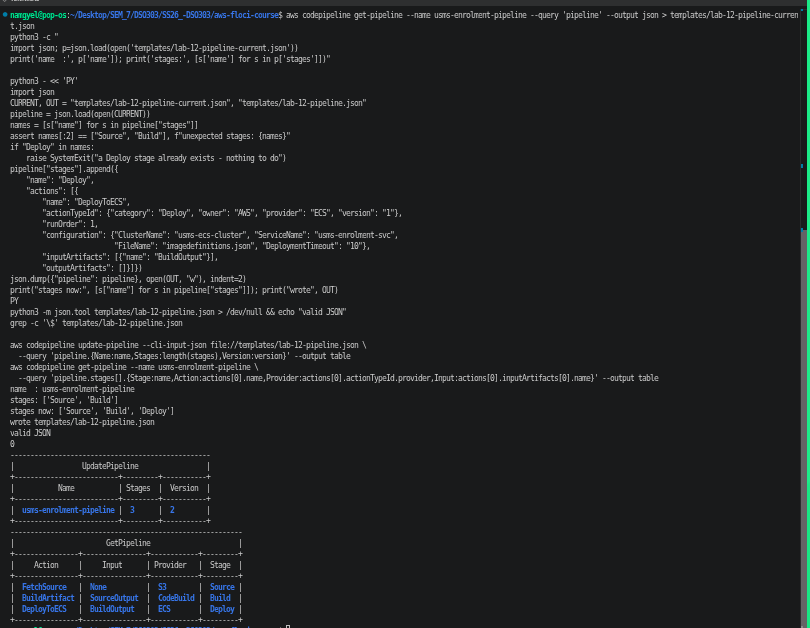 namgyel@pop-os:~/Desktop/SEM_7/DSO303/SS26_-DSO303/aws-floci-course$ aws codepipeline get-pipeline --name usms-enrolment-pipeline --query 'pipeline' --output json > templates/lab-12-pipeline-curren
t.json
python3 -c "
import json; p=json.load(open('templates/lab-12-pipeline-current.json'))
print('name  :', p['name']); print('stages:', [s['name'] for s in p['stages']])"

python3 - << 'PY'
import json
CURRENT, OUT = "templates/lab-12-pipeline-current.json", "templates/lab-12-pipeline.json"
pipeline = json.load(open(CURRENT))
names = [s["name"] for s in pipeline["stages"]]
assert names[:2] == ["Source", "Build"], f"unexpected stages: {names}"
if "Deploy" in names:
    raise SystemExit("a Deploy stage already exists - nothing to do")
pipeline["stages"].append({
    "name": "Deploy",
    "actions": [{
        "name": "DeployToECS",
        "actionTypeId": {"category": "Deploy", "owner": "AWS", "provider": "ECS", "version": "1"},
        "runOrder": 1,
        "configuration": {"ClusterName": "usms-ecs-cluster", "ServiceName": "usms-enrolment-svc",
                          "FileName": "imagedefinitions.json", "DeploymentTimeout": "10"},
        "inputArtifacts": [{"name": "BuildOutput"}],
        "outputArtifacts": []}]})
json.dump({"pipeline": pipeline}, open(OUT, "w"), indent=2)
print("stages now:", [s["name"] for s in pipeline["stages"]]); print("wrote", OUT)
PY
python3 -m json.tool templates/lab-12-pipeline.json > /dev/null && echo "valid JSON"
grep -c '\$' templates/lab-12-pipeline.json

aws codepipeline update-pipeline --cli-input-json file://templates/lab-12-pipeline.json \
  --query 'pipeline.{Name:name,Stages:length(stages),Version:version}' --output table
aws codepipeline get-pipeline --name usms-enrolment-pipeline \
  --query 'pipeline.stages[].{Stage:name,Action:actions[0].name,Provider:actions[0].actionTypeId.provider,Input:actions[0].inputArtifacts[0].name}' --output table
name  : usms-enrolment-pipeline
stages: ['Source', 'Build']
stages now: ['Source', 'Build', 'Deploy']
wrote templates/lab-12-pipeline.json
valid JSON
0
--------------------------------------------------
|                 UpdatePipeline                 |
+--------------------------+---------+-----------+
|           Name           | Stages  |  Version  |
+--------------------------+---------+-----------+
|  usms-enrolment-pipeline |  3      |  2        |
+--------------------------+---------+-----------+
----------------------------------------------------------
|                       GetPipeline                      |
+----------------+----------------+------------+---------+
|     Action     |     Input      | Provider   |  Stage  |
+----------------+----------------+------------+---------+
|  FetchSource   |  None          |  S3        |  Source |
|  BuildArtifact |  SourceOutput  |  CodeBuild |  Build  |
|  DeployToECS   |  BuildOutput   |  ECS       |  Deploy |
+----------------+----------------+------------+---------+